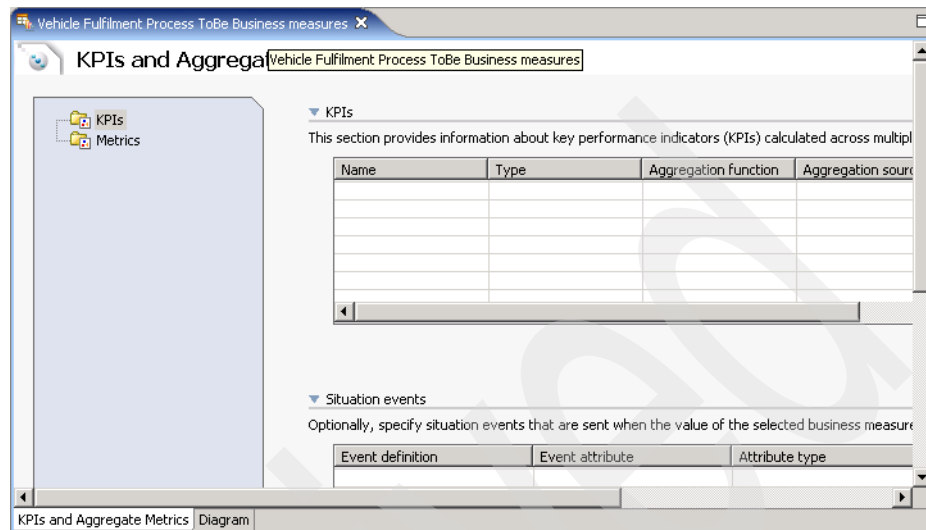 Vehicle Fulfilment Process ToBe Business measures
KPIs and Aggregat
Vehicle Fulfilment Process ToBe Business measures
KPIs
Metrics
KPIs
This section provides information about key performance indicators (KPIs) calculated across multipl
Name Type Aggregation function Aggregation sour
Situation events
Optionally, specify situation events that are sent when the value of the selected business measure
Event definition Event attribute Attribute type
KPIs and Aggregate Metrics Diagram